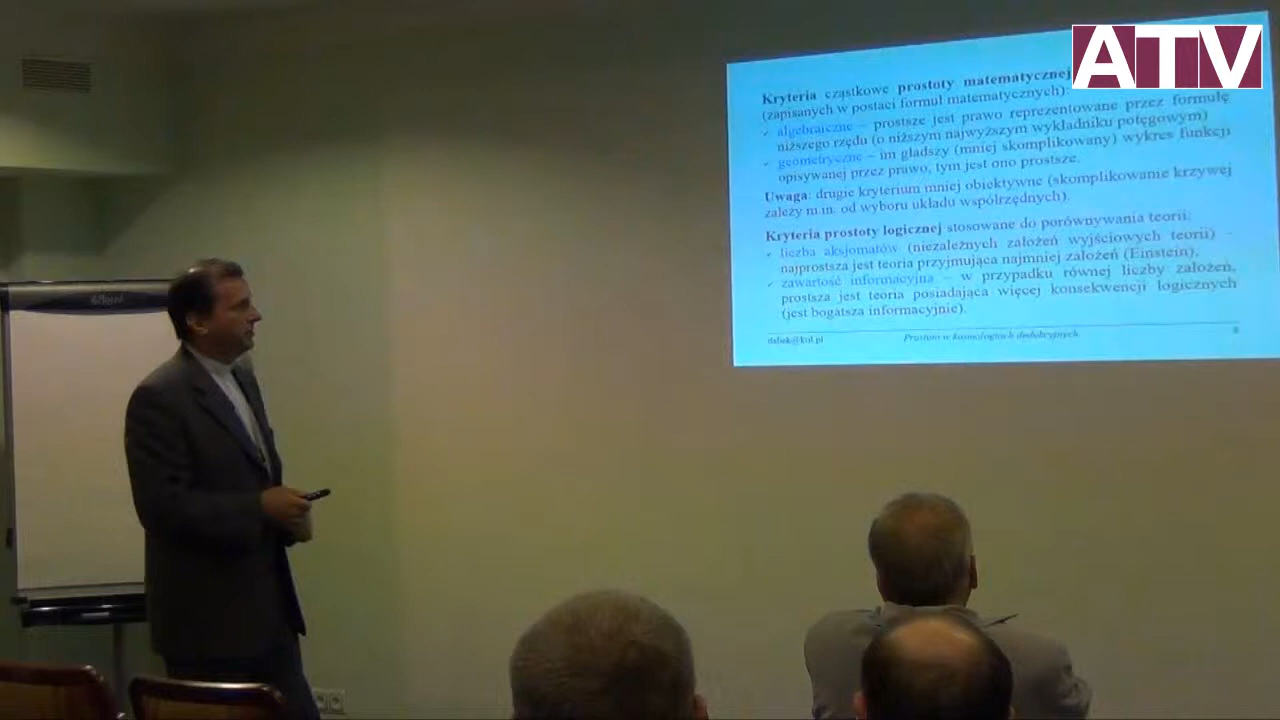 ATV
Kryteria cząstkowe prostoty matematycznej
(zapisanych w postaci formuł matematycznych):
✓ algebraiczne – prostsze jest prawo reprezentowane przez formułę
niższego rzędu (o niższym najwyższym wykładniku potęgowym)
✓ geometryczne – im gładszy (mniej skomplikowany) wykres funkcji
opisywanej przez prawo, tym jest ono prostsze.
Uwaga: drugie kryterium mniej obiektywne (skomplikowanie krzywej
zależy m.in. od wyboru układu współrzędnych).
Kryteria prostoty logicznej stosowane do porównywania teorii:
✓ liczba aksjomatów (niezależnych założeń wyjściowych teorii) –
najprostsza jest teoria przyjmująca najmniej założeń (Einstein),
✓ zawartość informacyjna – w przypadku równej liczby założeń,
prostsza jest teoria posiadająca więcej konsekwencji logicznych
(jest bogatsza informacyjnie).
Prostota w kosmologiach dedukcyjnych